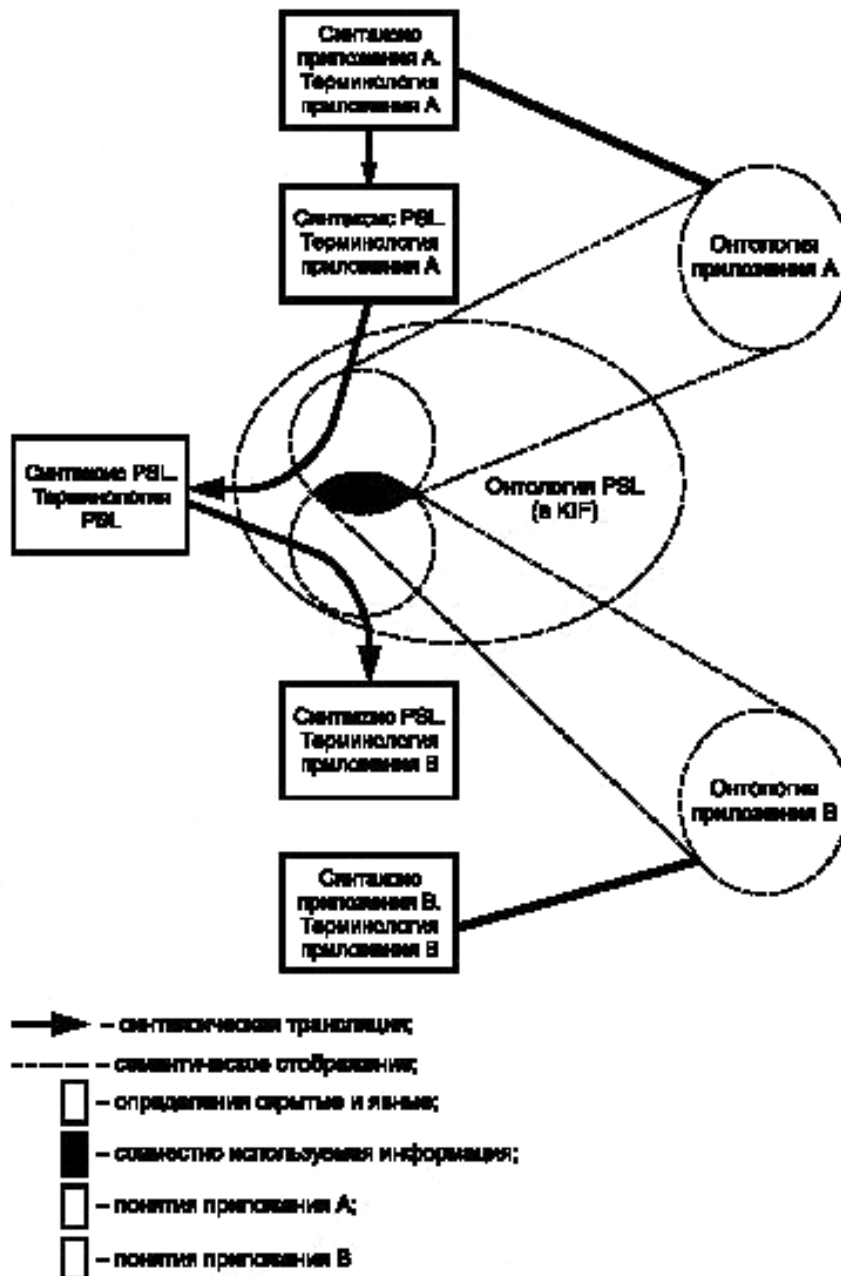 Синтаксис
приложения А.
Терминология
приложения А
Синтаксис PSL.
Терминология
приложения А
Онтология
приложения А
Синтаксис PSL.
Терминология
PSL
Онтология PSL
(в KIF)
Синтаксис PSL.
Терминология
приложения В
Онтология
приложения В
Синтаксис
приложения В.
Терминология
приложения В
– синтаксическая трансляция;
– семантическое отображение;
– определения скрытые и явные;
– совместно используемая информация;
– понятия приложения А;
– понятия приложения В